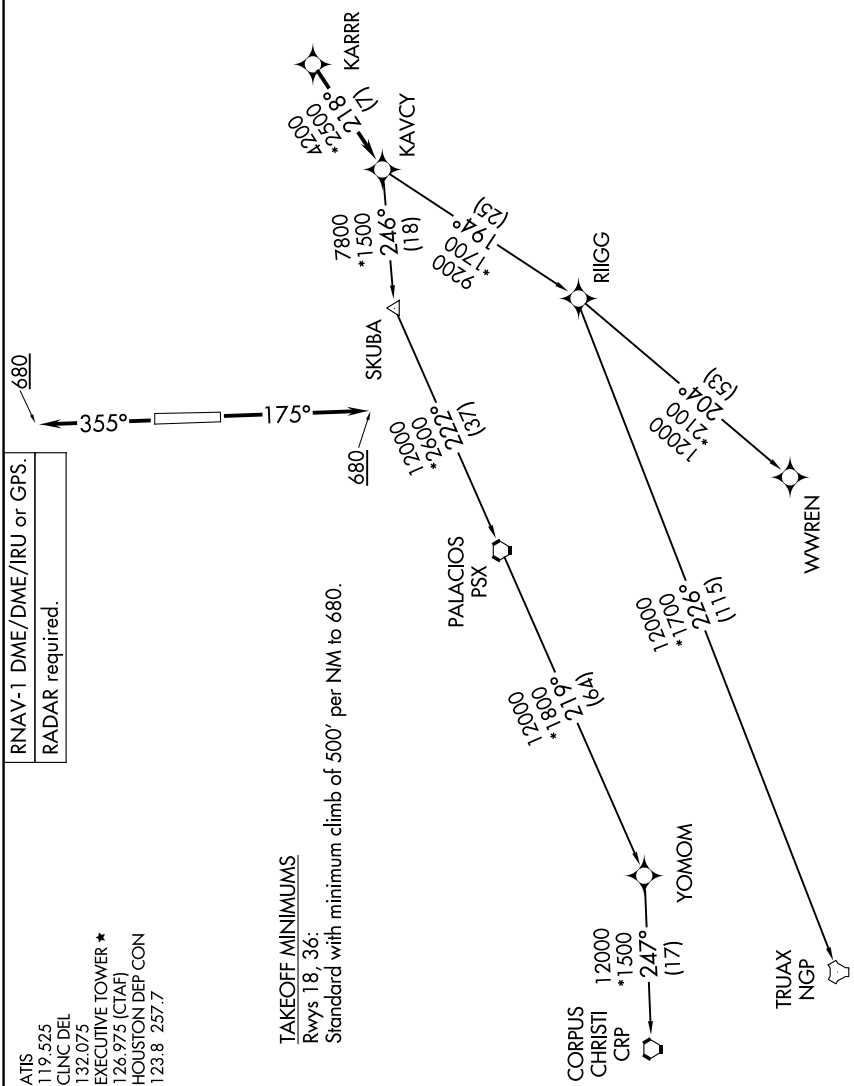 ATIS
119.525
CLNC DEL
132.075
EXECUTIVE TOWER ★
126.975 (CTAF)
HOUSTON DEP CON
123.8 257.7
RNAV-1 DME/DME/IRU or GPS.
RADAR required.
680
355°
175°
680
TAKEOFF MINIMUMS
Rwys 18, 36:
Standard with minimum climb of 500' per NM to 680.
KARRR
4200
*2500
218°
(7)
KAVCY
7800
*1500
246°
(18)
SKUBA
9200
*1700
194°
(25)
RIIGG
12000
*2600
222°
(37)
PALACIOS
PSX
12000
*2100
204°
(53)
WWREN
12000
*1800
219°
(64)
YOMOM
12000
*1700
226°
(115)
TRUAX
NGP
12000
*1500
247°
(17)
CORPUS
CHRISTI
CRP